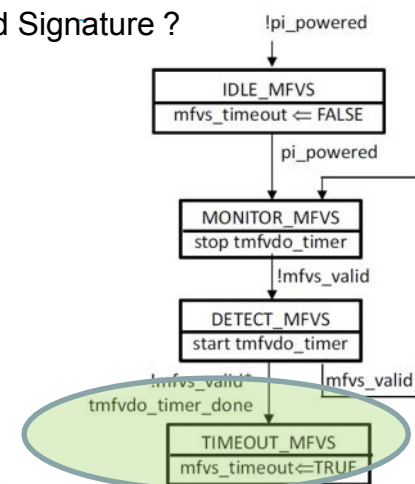 d Signature ?
!pi_powered
IDLE_MFVS
mfvs_timeout ⇐ FALSE
pi_powered
MONITOR_MFVS
stop tmfvdo_timer
!mfvs_valid
DETECT_MFVS
start tmfvdo_timer
!mfvs_valid*
mfvs_valid
tmfvdo_timer_done
TIMEOUT_MFVS
mfvs_timeout⇐TRUE